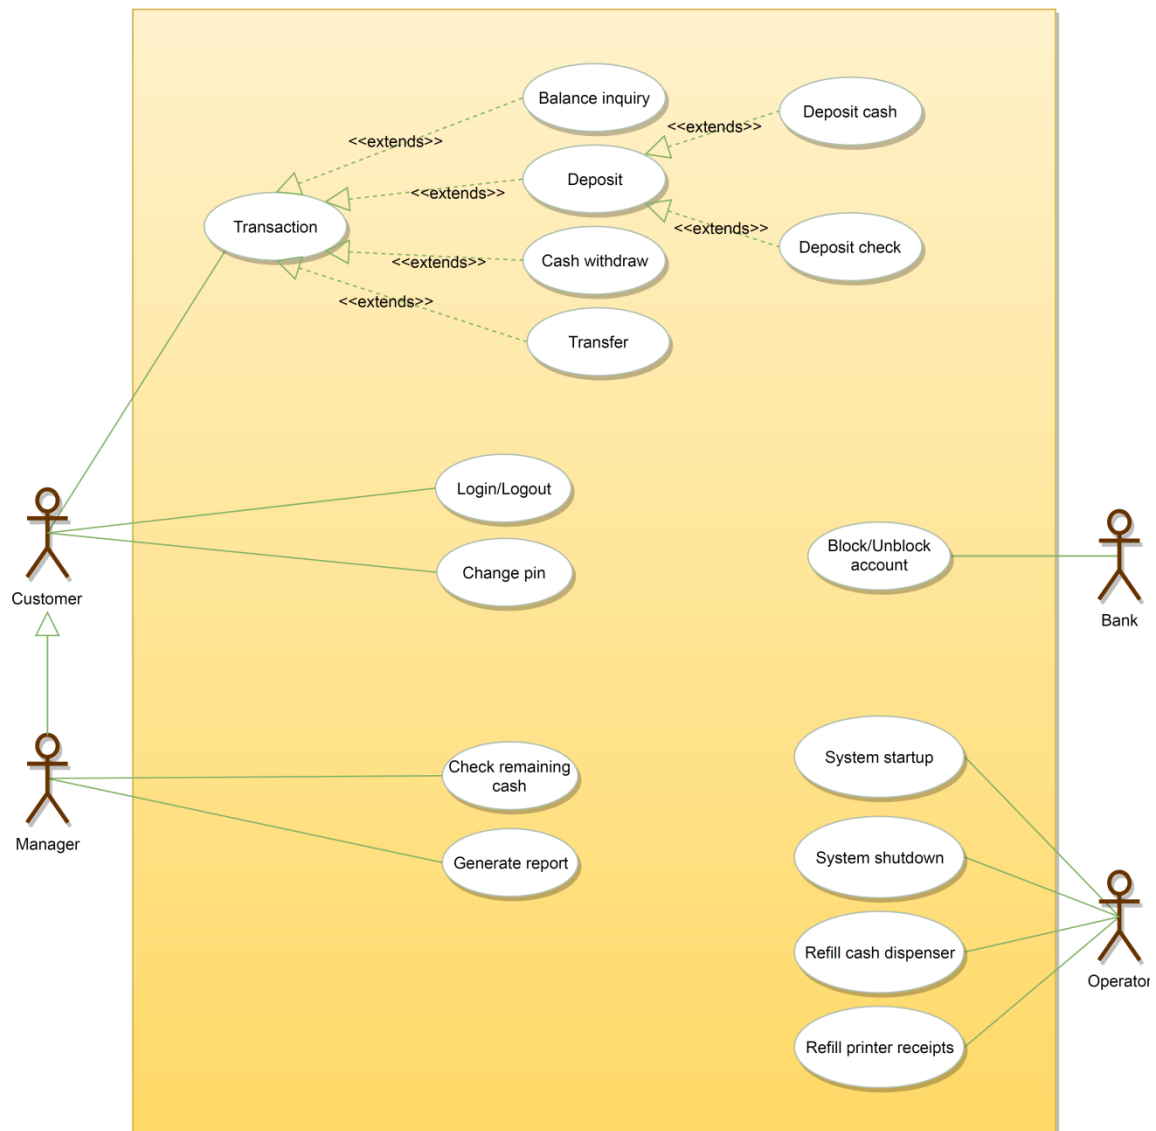 Balance inquiry
Deposit cash
<<extends>>
<<extends>>
Deposit
<<extends>>
Transaction
<<extends>>
Deposit check
Cash withdraw
<<extends>>
<<extends>>
Transfer
Login/Logout
Change pin
Customer
Block/Unblock
account
Bank
Check remaining
cash
System startup
Manager
Generate report
System shutdown
Refill cash dispenser
Operator
Refill printer receipts